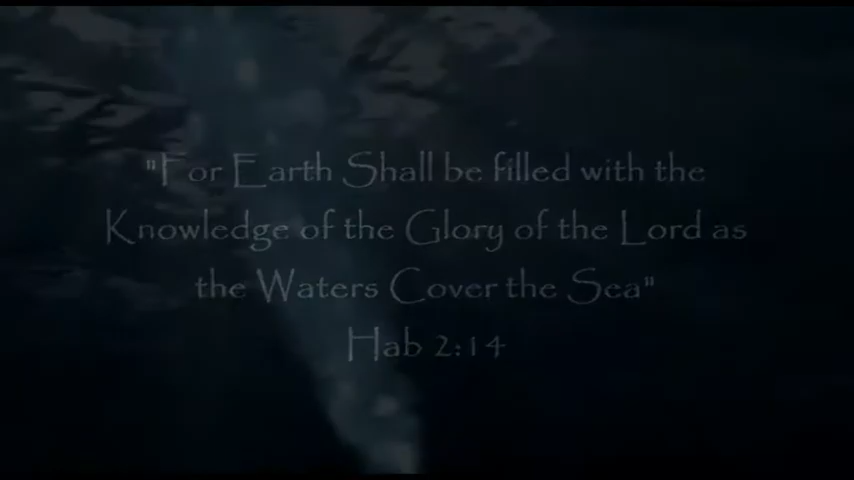 "For Earth Shall be filled with the
Knowledge of the Glory of the Lord as
the Waters Cover the Sea"
Hab 2:14